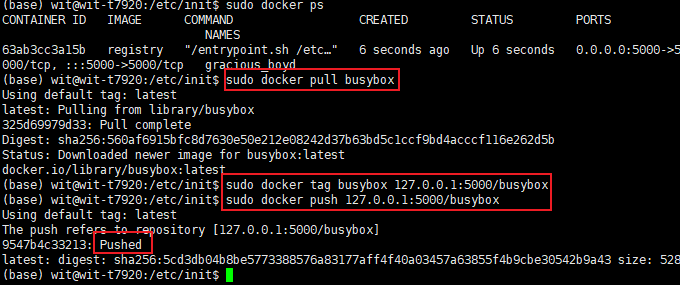 (base) wit@wit-t7920:/etc/init$ sudo docker ps
CONTAINER ID   IMAGE      COMMAND                  CREATED         STATUS         PORTS
                          NAMES
63ab3cc3a15b   registry   "/entrypoint.sh /etc…"   6 seconds ago   Up 6 seconds   0.0.0.0:5000->5
000/tcp, :::5000->5000/tcp   gracious_boyd
(base) wit@wit-t7920:/etc/init$ sudo docker pull busybox
Using default tag: latest
latest: Pulling from library/busybox
325d69979d33: Pull complete
Digest: sha256:560af6915bfc8d7630e50e212e08242d37b63bd5c1ccf9bd4acccf116e262d5b
Status: Downloaded newer image for busybox:latest
docker.io/library/busybox:latest
(base) wit@wit-t7920:/etc/init$ sudo docker tag busybox 127.0.0.1:5000/busybox
(base) wit@wit-t7920:/etc/init$ sudo docker push 127.0.0.1:5000/busybox
Using default tag: latest
The push refers to repository [127.0.0.1:5000/busybox]
9547b4c33213: Pushed
latest: digest: sha256:5cd3db04b8be5773388576a83177aff4f40a03457a63855f4b9cbe30542b9a43 size: 528
(base) wit@wit-t7920:/etc/init$